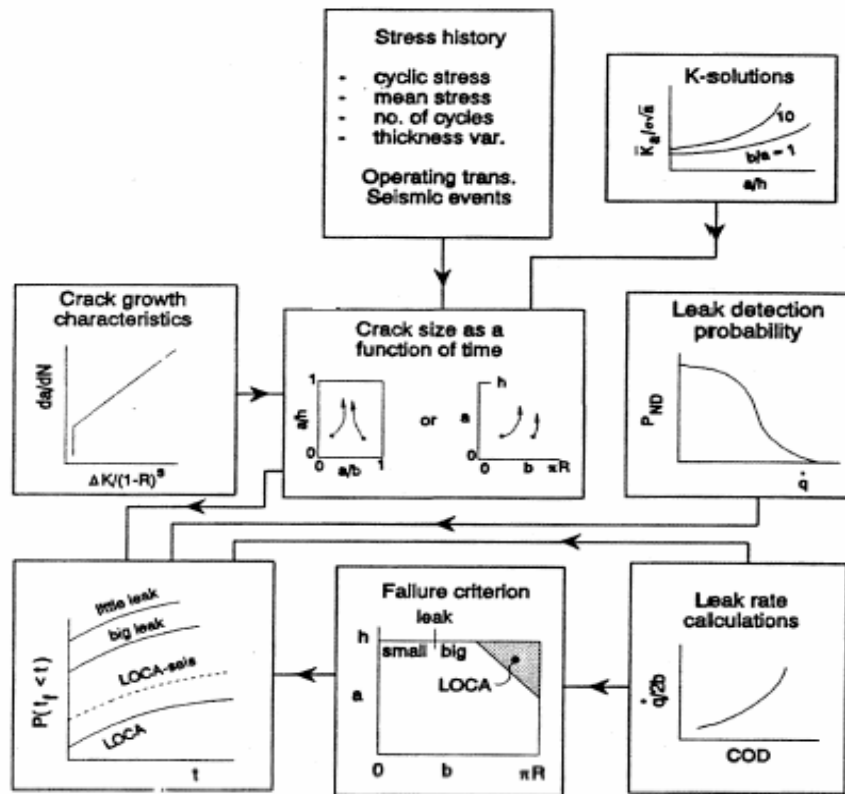 Stress history
- cyclic stress
- mean stress
- no. of cycles
- thickness var.
Operating trans.
Seismic events
K-solutions
K̄a/σ√a
10
b/a = 1
a/h
Crack growth
characteristics
da/dN
ΔK/(1-R)^s
Crack size as a
function of time
1
a/h
0
0
a/b
1
or
h
a
0
0
b
πR
Leak detection
probability
P_ND
q̇
little leak
big leak
LOCA-seis
LOCA
P(t_f < t)
t
Failure criterion
leak
h
small
big
LOCA
a
0
b
πR
Leak rate
calculations
q̇/2b
COD